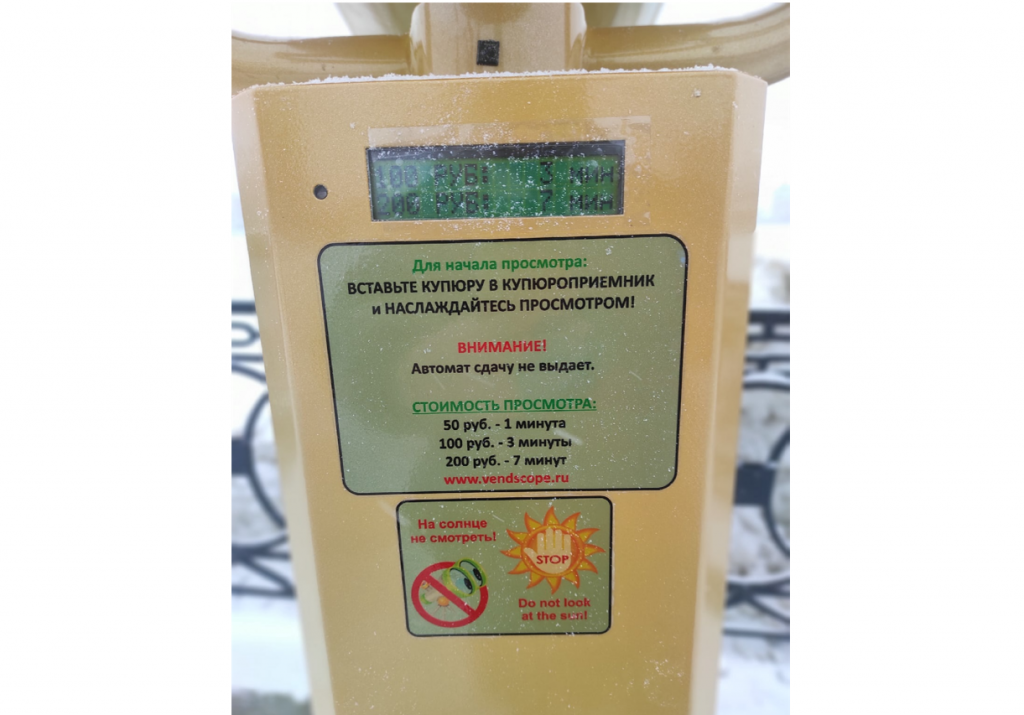 100 РУБ: 3 МИН
200 РУБ: 7 МИН
Для начала просмотра:
ВСТАВЬТЕ КУПЮРУ В КУПЮРОПРИЕМНИК
и НАСЛАЖДАЙТЕСЬ ПРОСМОТРОМ!
ВНИМАНИЕ!
Автомат сдачу не выдает.
СТОИМОСТЬ ПРОСМОТРА:
50 руб. - 1 минута
100 руб. - 3 минуты
200 руб. - 7 минут
www.vendscope.ru
На солнце
не смотреть!
STOP
Do not look
at the sun!